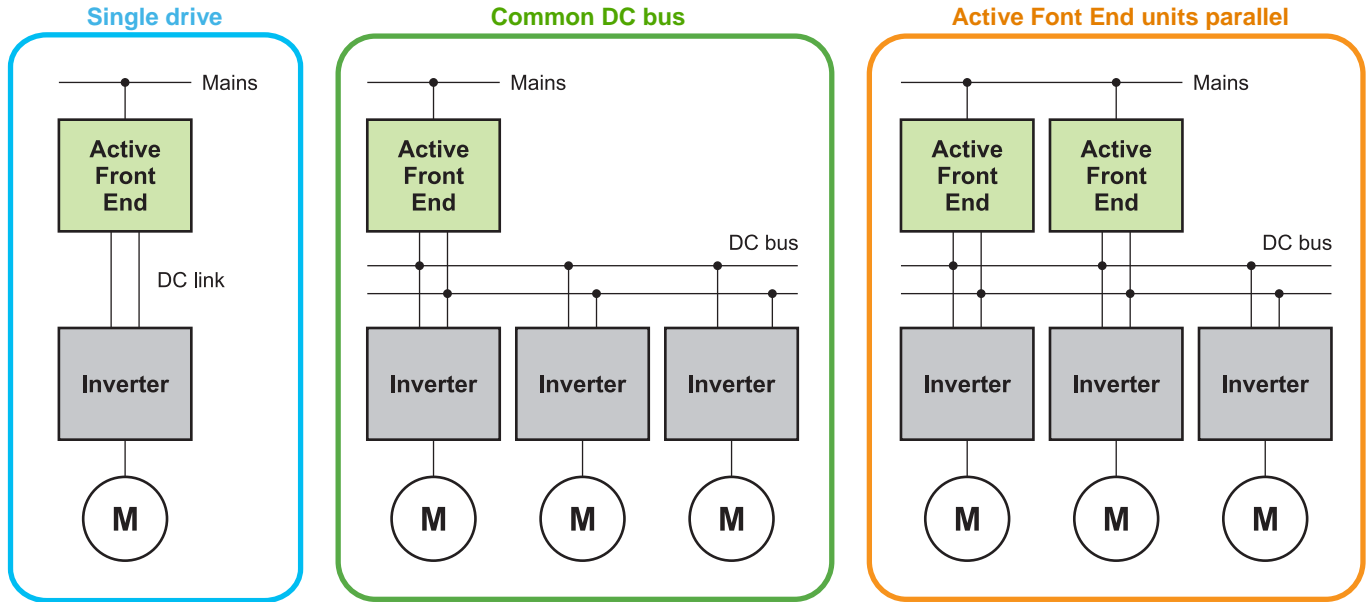 Single drive
Mains
Active
Front
End
DC link
Inverter
M
Common DC bus
Mains
Active
Front
End
DC bus
Inverter
Inverter
Inverter
M
M
M
Active Font End units parallel
Mains
Active
Front
End
Active
Front
End
DC bus
Inverter
Inverter
Inverter
M
M
M